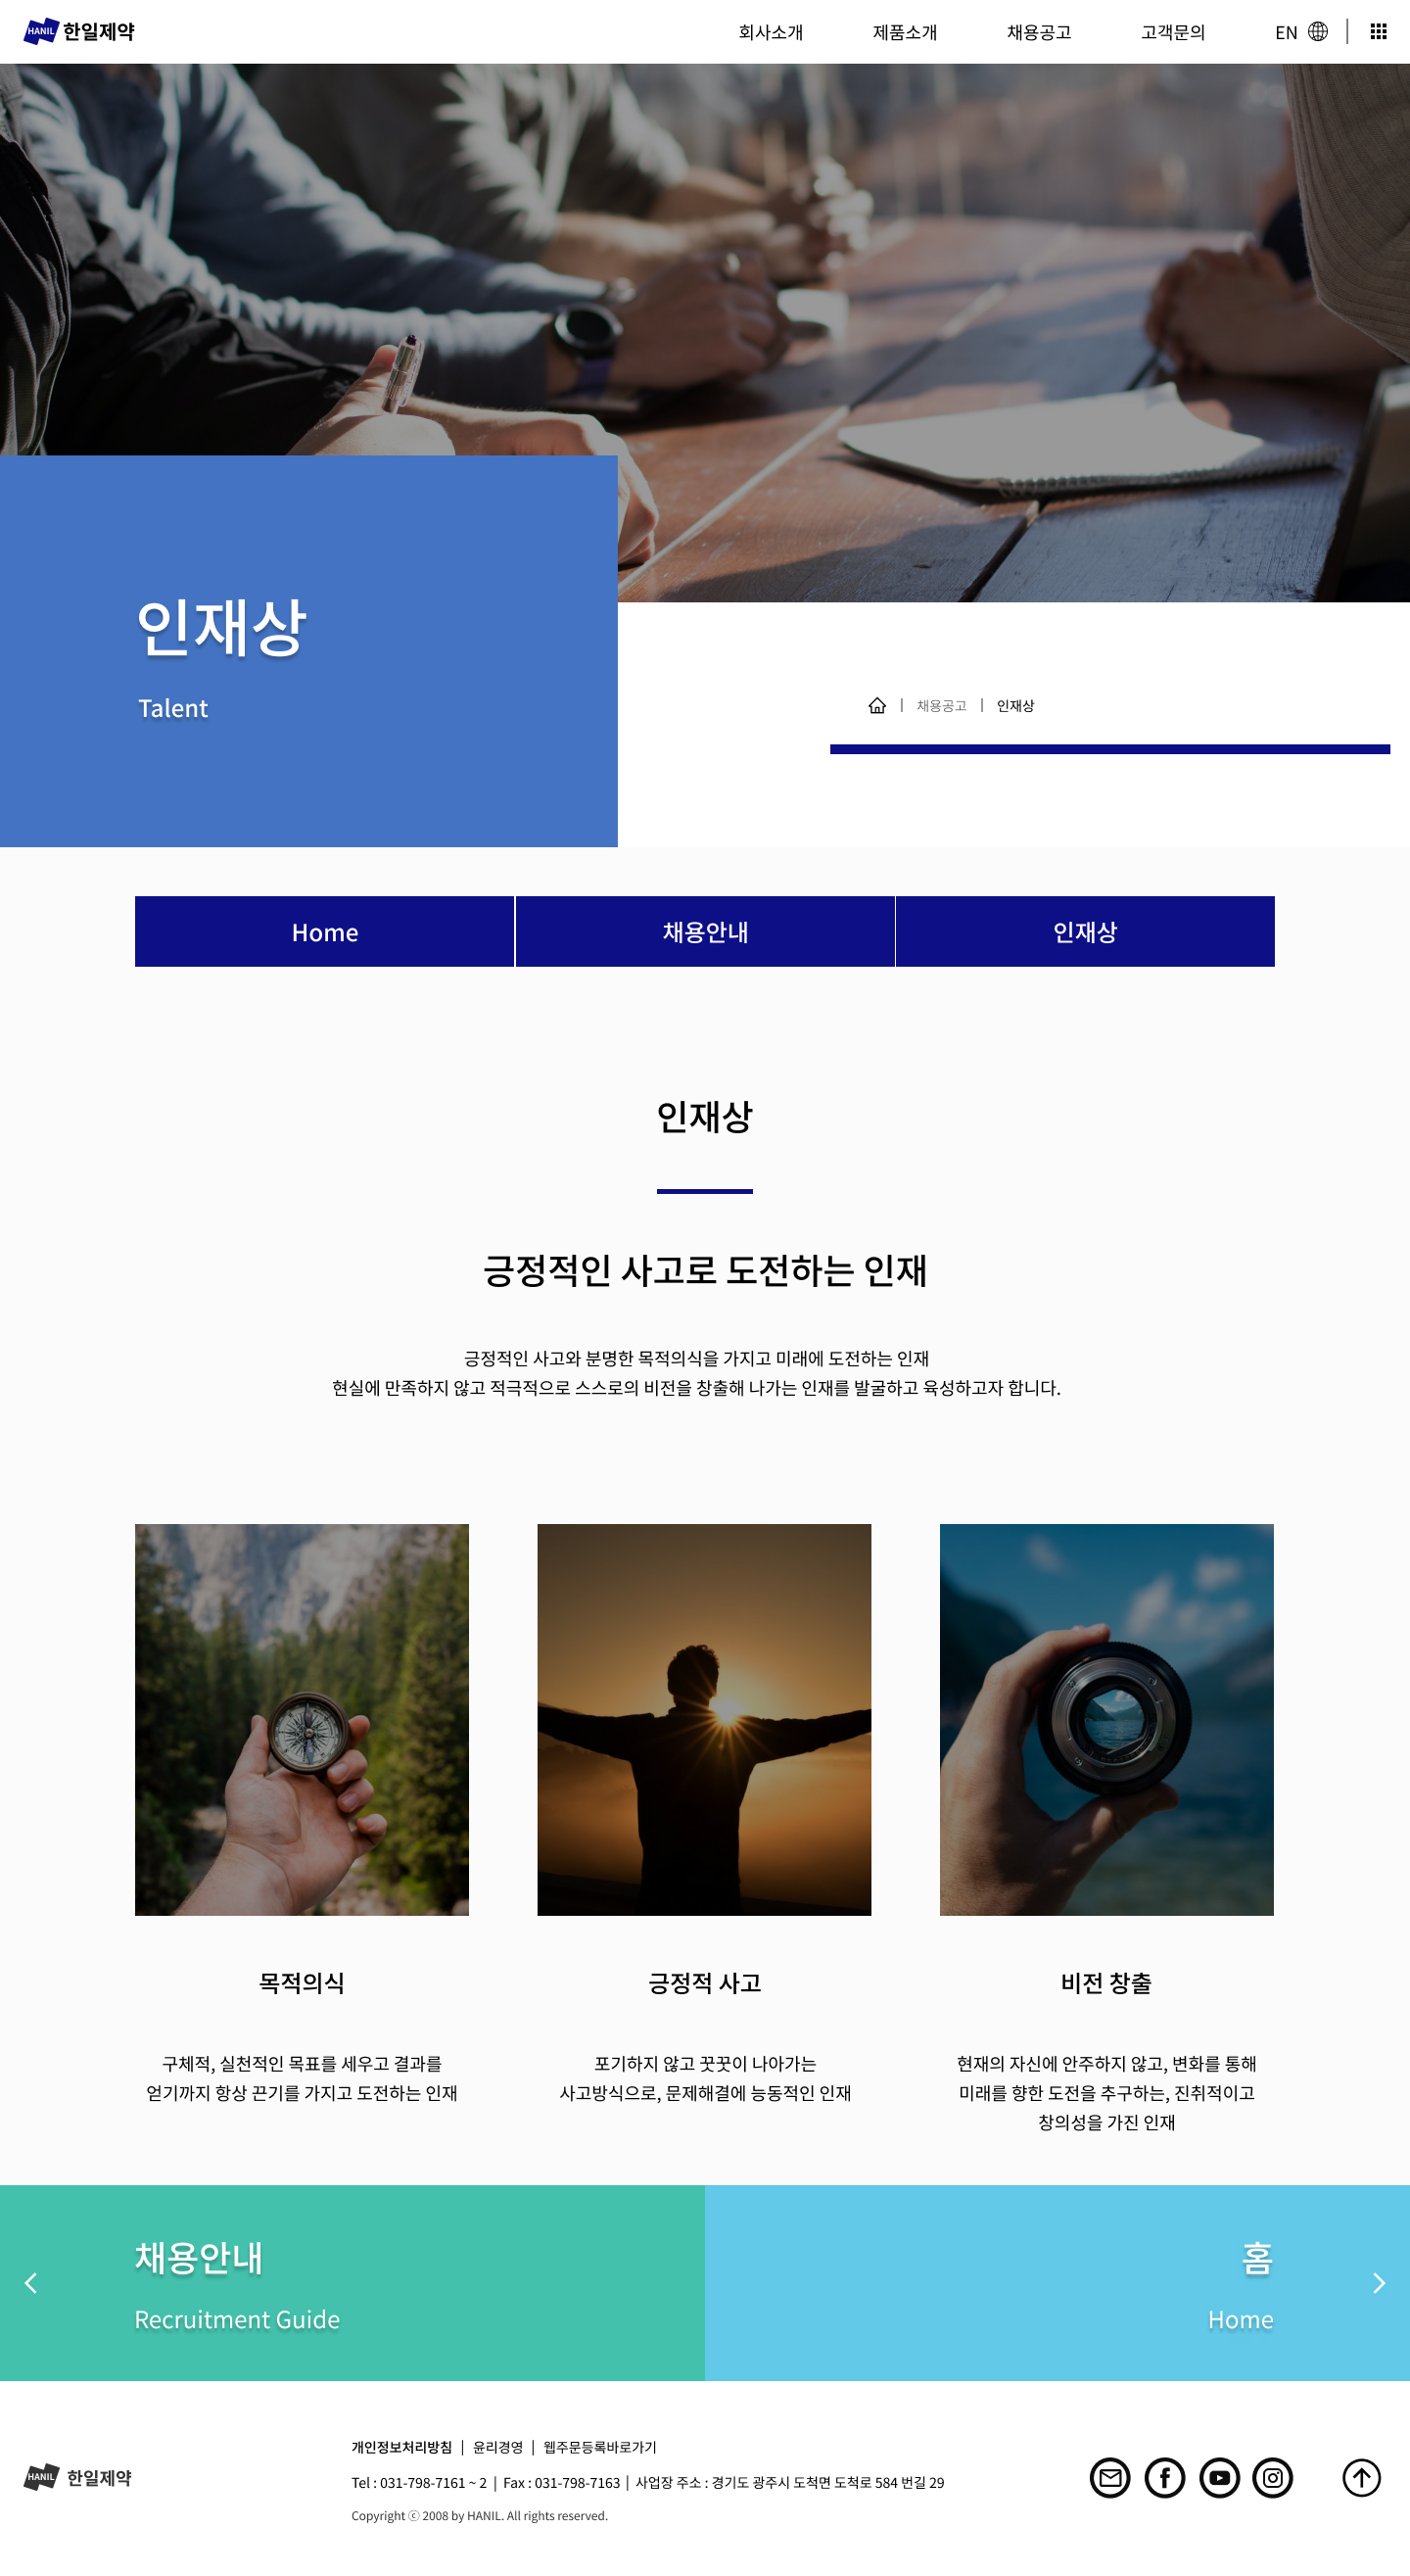 HANIL 한일제약
회사소개 제품소개 채용공고 고객문의 EN
인재상
Talent
채용공고 | 인재상
Home 채용안내 인재상
인재상
긍정적인 사고로 도전하는 인재
긍정적인 사고와 분명한 목적의식을 가지고 미래에 도전하는 인재
현실에 만족하지 않고 적극적으로 스스로의 비전을 창출해 나가는 인재를 발굴하고 육성하고자 합니다.
목적의식
구체적, 실천적인 목표를 세우고 결과를
얻기까지 항상 끈기를 가지고 도전하는 인재
긍정적 사고
포기하지 않고 꿋꿋이 나아가는
사고방식으로, 문제해결에 능동적인 인재
비전 창출
현재의 자신에 안주하지 않고, 변화를 통해
미래를 향한 도전을 추구하는, 진취적이고
창의성을 가진 인재
채용안내
Recruitment Guide
홈
Home
HANIL 한일제약
개인정보처리방침 | 윤리경영 | 웹주문등록바로가기
Tel : 031-798-7161 ~ 2 | Fax : 031-798-7163 | 사업장 주소 : 경기도 광주시 도척면 도척로 584 번길 29
Copyright ⓒ 2008 by HANIL. All rights reserved.